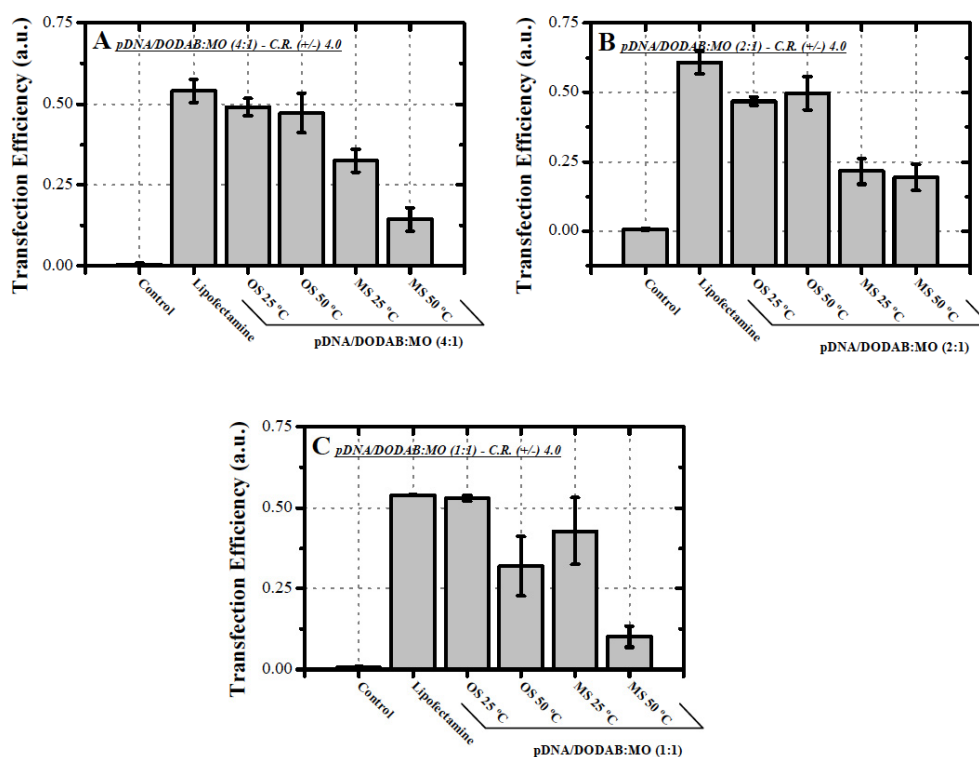 A pDNA/DODAB:MO (4:1) - C.R. (+/-) 4.0
Transfection Efficiency (a.u.)
0.75
0.50
0.25
0.00
Control
Lipofectamine
OS 25 °C
OS 50 °C
MS 25 °C
MS 50 °C
pDNA/DODAB:MO (4:1)
B pDNA/DODAB:MO (2:1) - C.R. (+/-) 4.0
Transfection Efficiency (a.u.)
0.75
0.50
0.25
0.00
Control
Lipofectamine
OS 25 °C
OS 50 °C
MS 25 °C
MS 50 °C
pDNA/DODAB:MO (2:1)
C pDNA/DODAB:MO (1:1) - C.R. (+/-) 4.0
Transfection Efficiency (a.u.)
0.75
0.50
0.25
0.00
Control
Lipofectamine
OS 25 °C
OS 50 °C
MS 25 °C
MS 50 °C
pDNA/DODAB:MO (1:1)